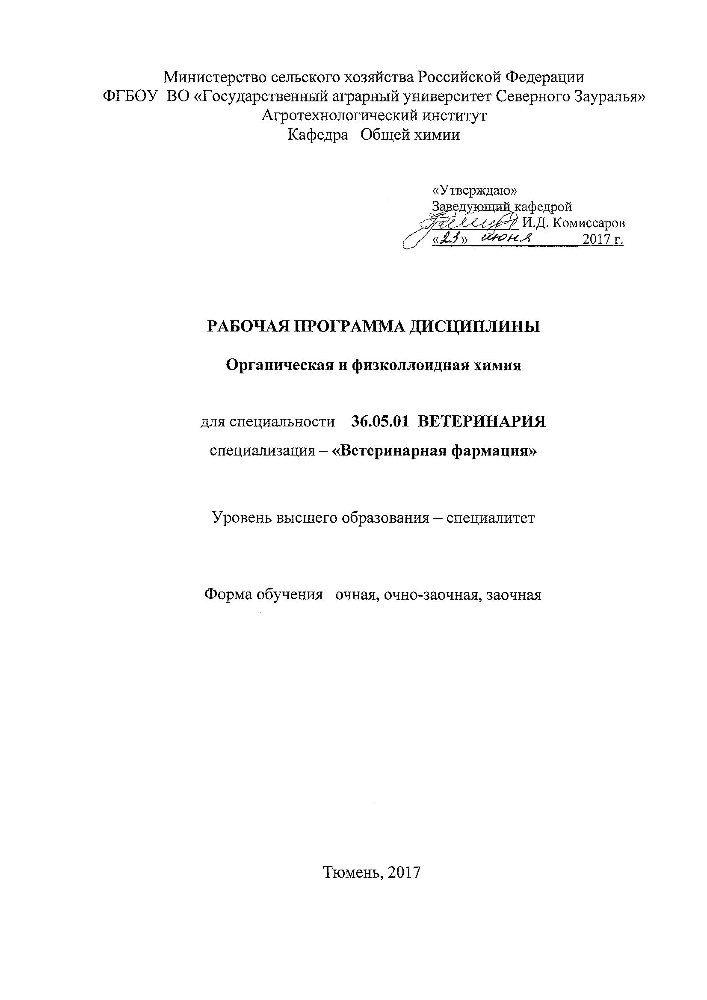 Министерство сельского хозяйства Российской Федерации
ФГБОУ ВО «Государственный аграрный университет Северного Зауралья»
Агротехнологический институт
Кафедра Общей химии
«Утверждаю»
Заведующий кафедрой
И.Д. Комиссаров
«23» июня 2017 г.
РАБОЧАЯ ПРОГРАММА ДИСЦИПЛИНЫ
Органическая и физколлоидная химия
для специальности 36.05.01 ВЕТЕРИНАРИЯ
специализация – «Ветеринарная фармация»
Уровень высшего образования – специалитет
Форма обучения очная, очно-заочная, заочная
Тюмень, 2017